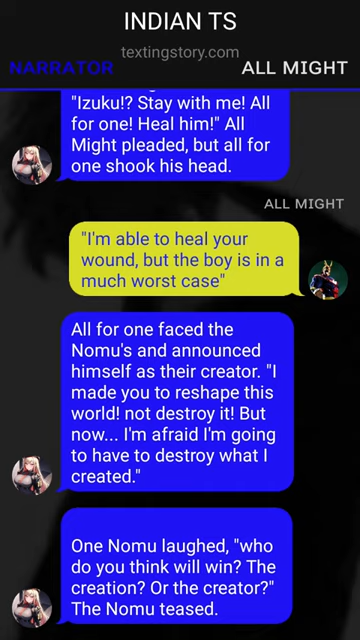 INDIAN TS
textingstory.com
NARRATOR
ALL MIGHT
"Izuku!? Stay with me! All
for one! Heal him!" All
Might pleaded, but all for
one shook his head.
ALL MIGHT
"I'm able to heal your
wound, but the boy is in a
much worst case"
All for one faced the
Nomu's and announced
himself as their creator. "I
made you to reshape this
world! not destroy it! But
now... I'm afraid I'm going
to have to destroy what I
created."
One Nomu laughed, "who
do you think will win? The
creation? Or the creator?"
The Nomu teased.